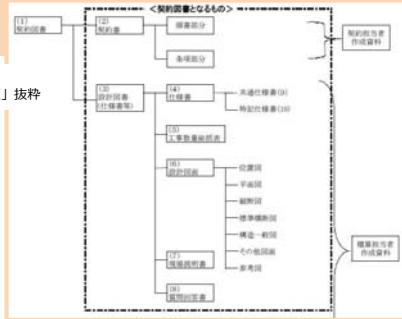 <契約図書となるもの>
(1)
契約図書
(2)
契約書
頭書部分
条項部分
契約担当者
作成資料
」抜粋
(3)
設計図書
(仕様書等)
(4)
仕様書
共通仕様書(9)
特記仕様書(10)
(5)
工事数量総括表
(6)
設計図面
位置図
平面図
縦断図
標準横断図
構造一般図
その他図面
参考図
(7)
現場説明書
(8)
質問回答書
積算担当者
作成資料